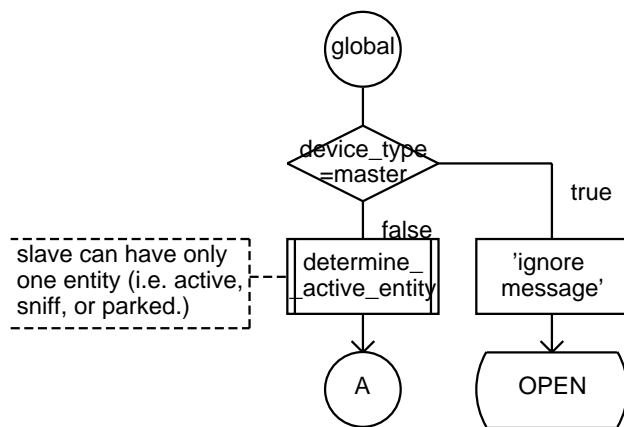 global
device_type
=master
true
false
slave can have only
one entity (i.e. active,
sniff, or parked.)
determine_
_active_entity
'ignore
message'
A
OPEN